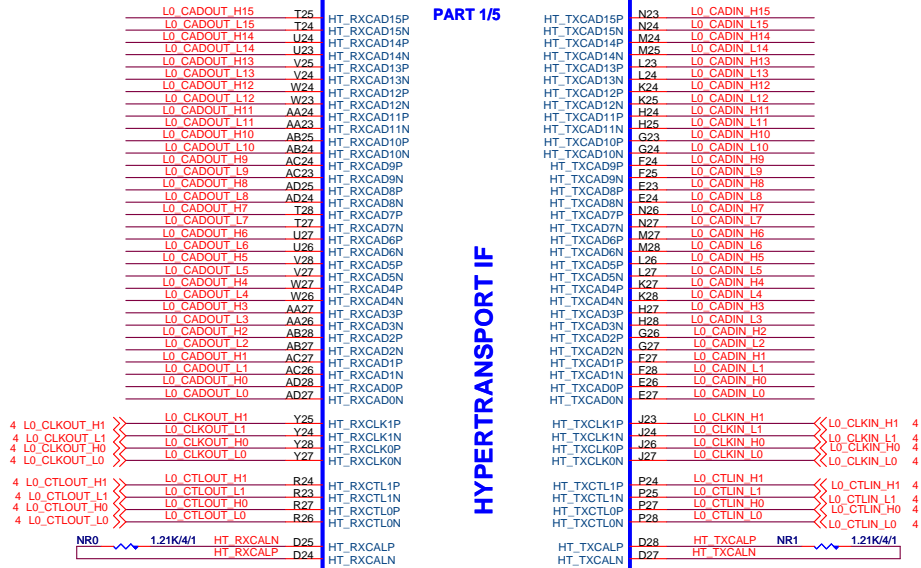 PART 1/5
L0_CADOUT_H15 T25 HT_RXCAD15P HT_TXCAD15P N23 L0_CADIN_H15
L0_CADOUT_L15 T24 HT_RXCAD15N HT_TXCAD15N N24 L0_CADIN_L15
L0_CADOUT_H14 U24 HT_RXCAD14P HT_TXCAD14P M24 L0_CADIN_H14
L0_CADOUT_L14 U23 HT_RXCAD14N HT_TXCAD14N M25 L0_CADIN_L14
L0_CADOUT_H13 V25 HT_RXCAD13P HT_TXCAD13P L23 L0_CADIN_H13
L0_CADOUT_L13 V24 HT_RXCAD13N HT_TXCAD13N L24 L0_CADIN_L13
L0_CADOUT_H12 W24 HT_RXCAD12P HT_TXCAD12P K24 L0_CADIN_H12
L0_CADOUT_L12 W23 HT_RXCAD12N HT_TXCAD12N K25 L0_CADIN_L12
L0_CADOUT_H11 AA24 HT_RXCAD11P HT_TXCAD11P H24 L0_CADIN_H11
L0_CADOUT_L11 AA23 HT_RXCAD11N HT_TXCAD11N H25 L0_CADIN_L11
L0_CADOUT_H10 AB25 HT_RXCAD10P HT_TXCAD10P G23 L0_CADIN_H10
L0_CADOUT_L10 AB24 HT_RXCAD10N HT_TXCAD10N G24 L0_CADIN_L10
L0_CADOUT_H9 AC24 HT_RXCAD9P HT_TXCAD9P F24 L0_CADIN_H9
L0_CADOUT_L9 AC23 HT_RXCAD9N HT_TXCAD9N F25 L0_CADIN_L9
L0_CADOUT_H8 AD25 HT_RXCAD8P HT_TXCAD8P E23 L0_CADIN_H8
L0_CADOUT_L8 AD24 HT_RXCAD8N HT_TXCAD8N E24 L0_CADIN_L8
L0_CADOUT_H7 T28 HT_RXCAD7P HT_TXCAD7P N26 L0_CADIN_H7
L0_CADOUT_L7 T27 HT_RXCAD7N HT_TXCAD7N N27 L0_CADIN_L7
L0_CADOUT_H6 U27 HT_RXCAD6P HT_TXCAD6P M27 L0_CADIN_H6
L0_CADOUT_L6 U26 HT_RXCAD6N HT_TXCAD6N M28 L0_CADIN_L6
L0_CADOUT_H5 V28 HT_RXCAD5P HT_TXCAD5P L26 L0_CADIN_H5
L0_CADOUT_L5 V27 HT_RXCAD5N HT_TXCAD5N L27 L0_CADIN_L5
L0_CADOUT_H4 W27 HT_RXCAD4P HT_TXCAD4P K27 L0_CADIN_H4
L0_CADOUT_L4 W26 HT_RXCAD4N HT_TXCAD4N K28 L0_CADIN_L4
L0_CADOUT_H3 AA27 HT_RXCAD3P HT_TXCAD3P H27 L0_CADIN_H3
L0_CADOUT_L3 AA26 HT_RXCAD3N HT_TXCAD3N H28 L0_CADIN_L3
L0_CADOUT_H2 AB28 HT_RXCAD2P HT_TXCAD2P G26 L0_CADIN_H2
L0_CADOUT_L2 AB27 HT_RXCAD2N HT_TXCAD2N G27 L0_CADIN_L2
L0_CADOUT_H1 AC27 HT_RXCAD1P HT_TXCAD1P F27 L0_CADIN_H1
L0_CADOUT_L1 AC26 HT_RXCAD1N HT_TXCAD1N F28 L0_CADIN_L1
L0_CADOUT_H0 AD28 HT_RXCAD0P HT_TXCAD0P E26 L0_CADIN_H0
L0_CADOUT_L0 AD27 HT_RXCAD0N HT_TXCAD0N E27 L0_CADIN_L0
HYPERTRANSPORT IF
4 L0_CLKOUT_H1 L0_CLKOUT_H1 Y25 HT_RXCLK1P HT_TXCLK1P J23 L0_CLKIN_H1 L0_CLKIN_H1 4
4 L0_CLKOUT_L1 L0_CLKOUT_L1 Y24 HT_RXCLK1N HT_TXCLK1N J24 L0_CLKIN_L1 L0_CLKIN_L1 4
4 L0_CLKOUT_H0 L0_CLKOUT_H0 Y28 HT_RXCLK0P HT_TXCLK0P J26 L0_CLKIN_H0 L0_CLKIN_H0 4
4 L0_CLKOUT_L0 L0_CLKOUT_L0 Y27 HT_RXCLK0N HT_TXCLK0N J27 L0_CLKIN_L0 L0_CLKIN_L0 4
4 L0_CTLOUT_H1 L0_CTLOUT_H1 R24 HT_RXCTL1P HT_TXCTL1P P24 L0_CTLIN_H1 L0_CTLIN_H1 4
4 L0_CTLOUT_L1 L0_CTLOUT_L1 R23 HT_RXCTL1N HT_TXCTL1N P25 L0_CTLIN_L1 L0_CTLIN_L1 4
4 L0_CTLOUT_H0 L0_CTLOUT_H0 R27 HT_RXCTL0P HT_TXCTL0P P27 L0_CTLIN_H0 L0_CTLIN_H0 4
4 L0_CTLOUT_L0 L0_CTLOUT_L0 R26 HT_RXCTL0N HT_TXCTL0N P28 L0_CTLIN_L0 L0_CTLIN_L0 4
NR0 1.21K/4/1 HT_RXCALN D25 HT_RXCALP HT_TXCALP D28 HT_TXCALP NR1 1.21K/4/1
HT_RXCALP D24 HT_RXCALN HT_TXCALN D27 HT_TXCALN